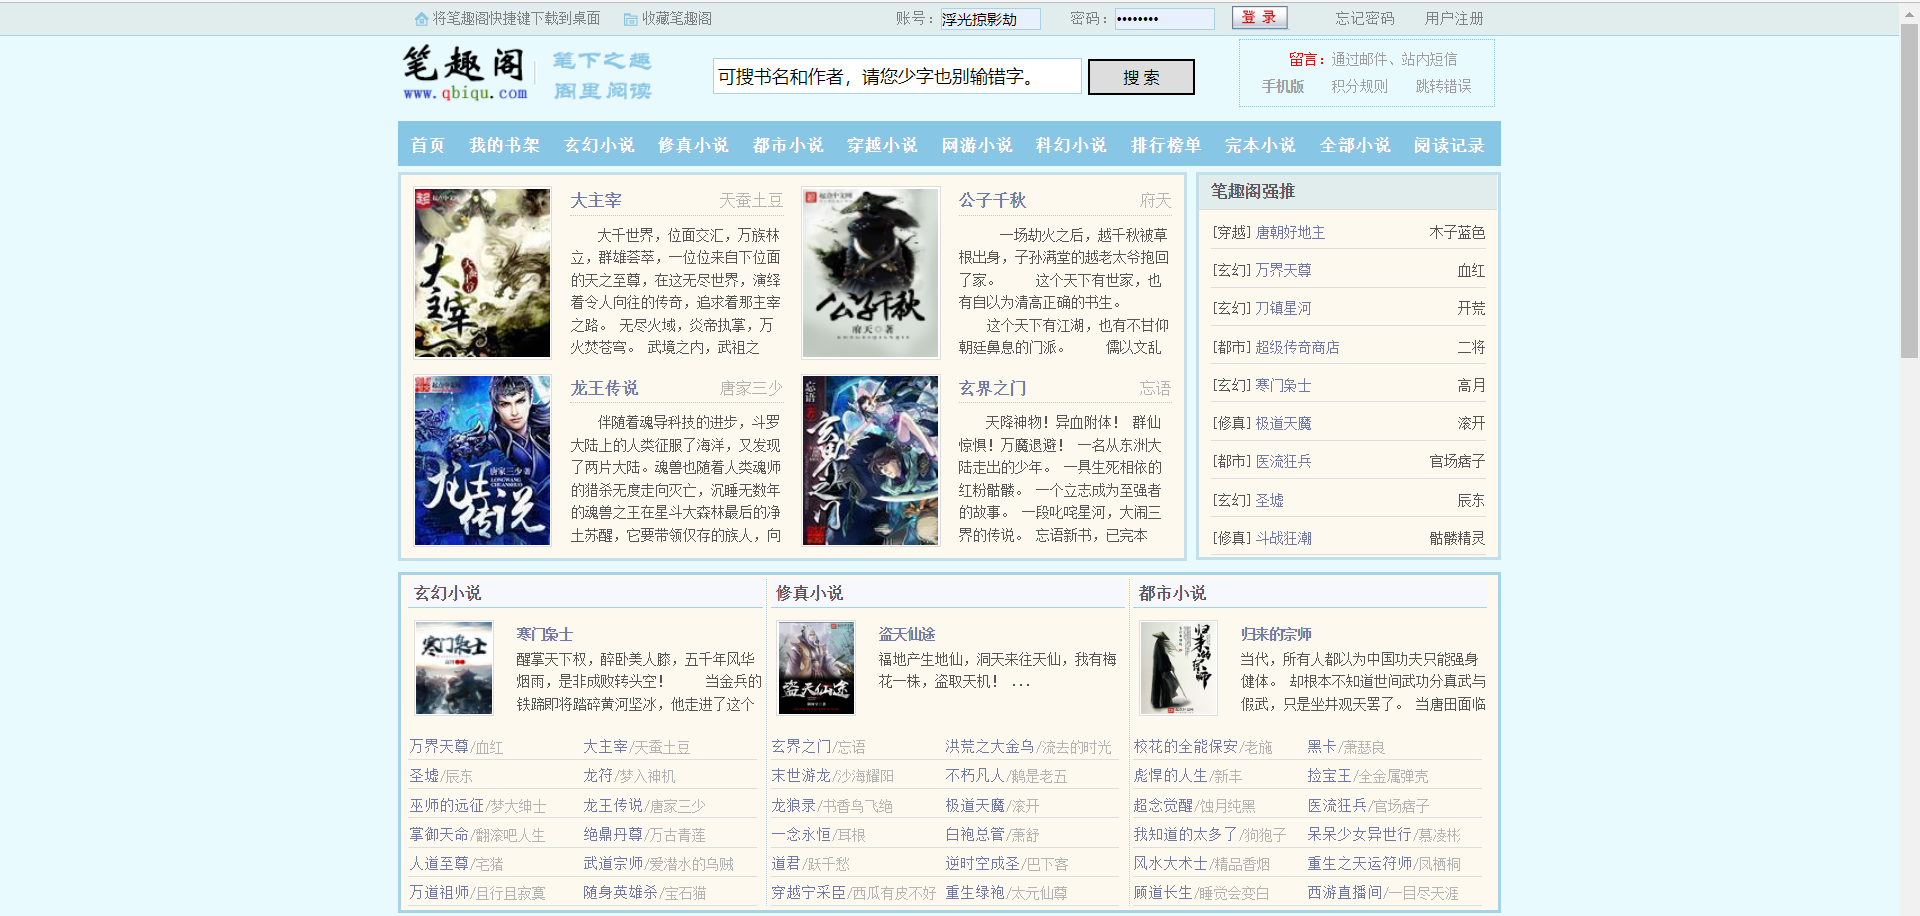 将笔趣阁快捷键下载到桌面 收藏笔趣阁 账号： 浮光掠影劫 密码： •••••••• 登 录 忘记密码 用户注册
笔趣阁 www.qbiqu.com 笔下之趣 阁里阅读
可搜书名和作者，请您少字也别输错字。 搜 索
留言：通过邮件、站内短信
手机版 积分规则 跳转错误
首页 我的书架 玄幻小说 修真小说 都市小说 穿越小说 网游小说 科幻小说 排行榜单 完本小说 全部小说 阅读记录
大主宰 天蚕土豆
大千世界，位面交汇，万族林
立，群雄荟萃，一位位来自下位面
的天之至尊，在这无尽世界，演绎
着令人向往的传奇，追求着那主宰
之路。 无尽火域，炎帝执掌，万
火焚苍穹。 武境之内，武祖之
公子千秋 府天
一场劫火之后，越千秋被草
根出身，子孙满堂的越老太爷抱回
了家。 这个天下有世家，也
有自以为清高正确的书生。
这个天下有江湖，也有不甘仰
朝廷鼻息的门派。 儒以文乱
龙王传说 唐家三少
伴随着魂导科技的进步，斗罗
大陆上的人类征服了海洋，又发现
了两片大陆。魂兽也随着人类魂师
的猎杀无度走向灭亡，沉睡无数年
的魂兽之王在星斗大森林最后的净
土苏醒，它要带领仅存的族人，向
玄界之门 忘语
天降神物！异血附体！ 群仙
惊惧！万魔退避！ 一名从东洲大
陆走出的少年。 一具生死相依的
红粉骷髅。 一个立志成为至强者
的故事。 一段叱咤星河，大闹三
界的传说。 忘语新书，已完本
笔趣阁强推
[穿越] 唐朝好地主 木子蓝色
[玄幻] 万界天尊 血红
[玄幻] 刀镇星河 开荒
[都市] 超级传奇商店 二将
[玄幻] 寒门枭士 高月
[修真] 极道天魔 滚开
[都市] 医流狂兵 官场痞子
[玄幻] 圣墟 辰东
[修真] 斗战狂潮 骷髅精灵
玄幻小说
寒门枭士
醒掌天下权，醉卧美人膝，五千年风华
烟雨，是非成败转头空！ 当金兵的
铁蹄即将踏碎黄河坚冰，他走进了这个
万界天尊/血红 大主宰/天蚕土豆
圣墟/辰东 龙符/梦入神机
巫师的远征/梦大绅士 龙王传说/唐家三少
掌御天命/翻滚吧人生 绝鼎丹尊/万古青莲
人道至尊/宅猪 武道宗师/爱潜水的乌贼
万道祖师/且行且寂寞 随身英雄杀/宝石猫
修真小说
盗天仙途
福地产生地仙，洞天来往天仙，我有梅
花一株，盗取天机！ ...
玄界之门/忘语 洪荒之大金乌/流去的时光
末世游龙/沙海耀阳 不朽凡人/鹅是老五
龙狼录/书香鸟飞绝 极道天魔/滚开
一念永恒/耳根 白袍总管/萧舒
道君/跃千愁 逆时空成圣/巴下客
穿越宁采臣/西瓜有皮不好 重生绿袍/太元仙尊
都市小说
归来的宗师
当代，所有人都以为中国功夫只能强身
健体。 却根本不知道世间武功分真武与
假武，只是坐井观天罢了。 当唐田面临
校花的全能保安/老施 黑卡/萧瑟良
彪悍的人生/新丰 捡宝王/全金属弹壳
超念觉醒/蚀月纯黑 医流狂兵/官场痞子
我知道的太多了/狗狍子 呆呆少女异世行/慕凌彬
风水大术士/精品香烟 重生之天运符师/凤栖桐
顾道长生/睡觉会变白 西游直播间/一目尽天涯